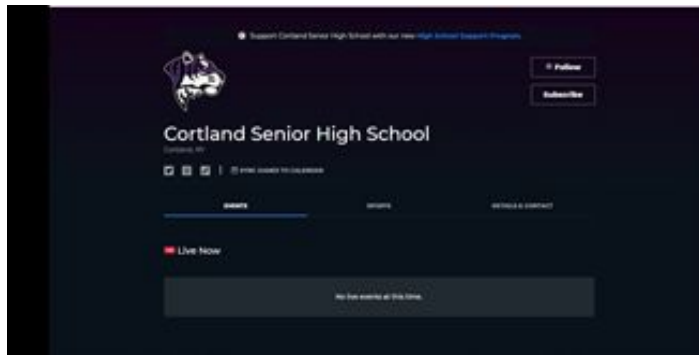 Support Cortland Senior High School with our new High School Support Program.
Follow
Subscribe
Cortland Senior High School
Cortland, NY
SYNC GAMES TO CALENDAR
EVENTS
SPORTS
DETAILS & CONTACT
LIVE Live Now
No live events at this time.